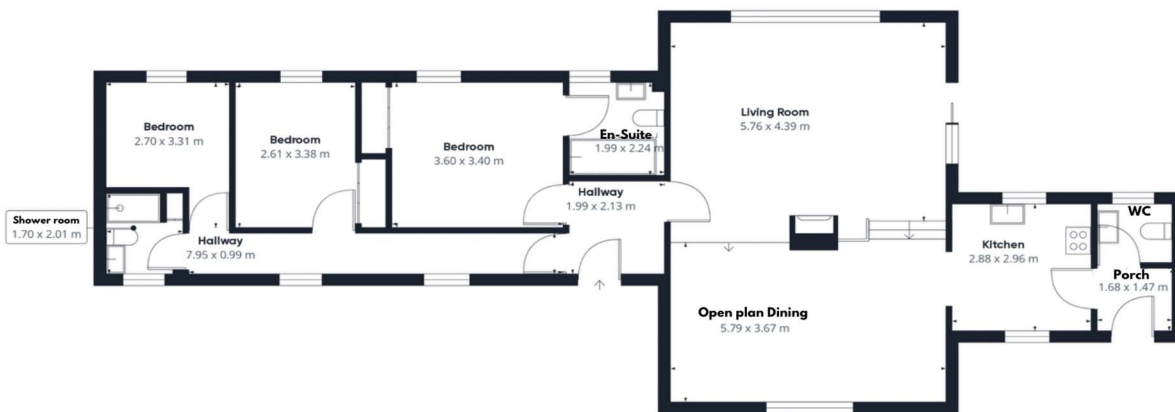 Living Room
5.76 x 4.39 m
Bedroom
2.70 x 3.31 m
Bedroom
2.61 x 3.38 m
Bedroom
3.60 x 3.40 m
En-Suite
1.99 x 2.24 m
Hallway
1.99 x 2.13 m
Shower room
1.70 x 2.01 m
Hallway
7.95 x 0.99 m
WC
Kitchen
2.88 x 2.96 m
Porch
1.68 x 1.47 m
Open plan Dining
5.79 x 3.67 m